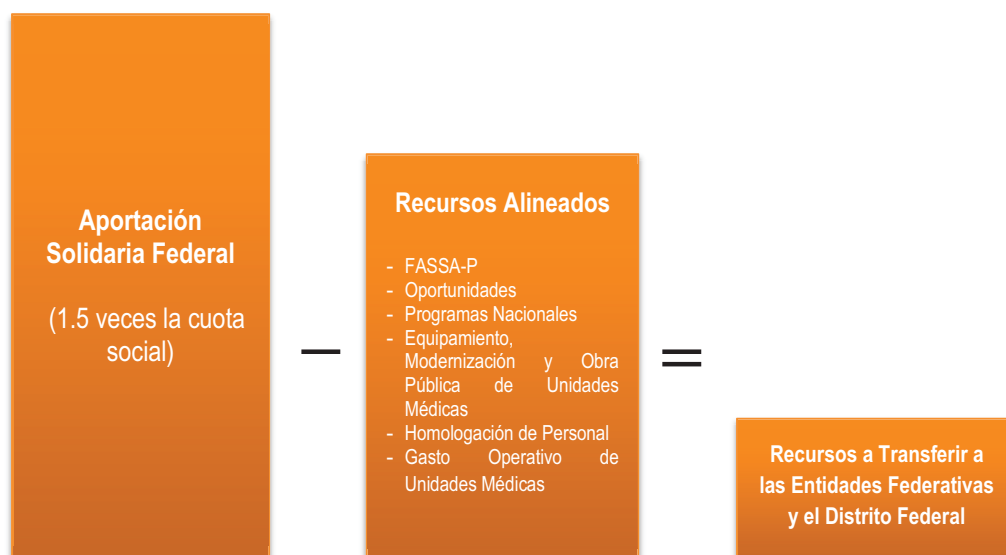 Aportación
Solidaria Federal
(1.5 veces la cuota
social)
—
Recursos Alineados
- FASSA-P
- Oportunidades
- Programas Nacionales
- Equipamiento,
Modernización y Obra
Pública de Unidades
Médicas
- Homologación de Personal
- Gasto Operativo de
Unidades Médicas
=
Recursos a Transferir a
las Entidades Federativas
y el Distrito Federal